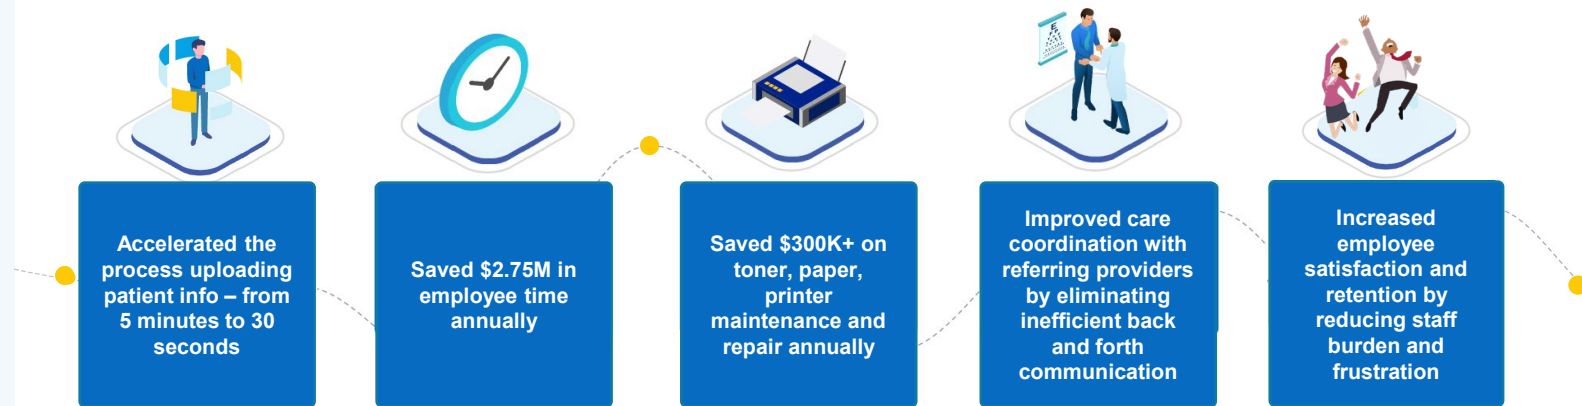 Accelerated the
process uploading
patient info – from
5 minutes to 30
seconds
Saved $2.75M in
employee time
annually
Saved $300K+ on
toner, paper,
printer
maintenance and
repair annually
Improved care
coordination with
referring providers
by eliminating
inefficient back
and forth
communication
Increased
employee
satisfaction and
retention by
reducing staff
burden and
frustration